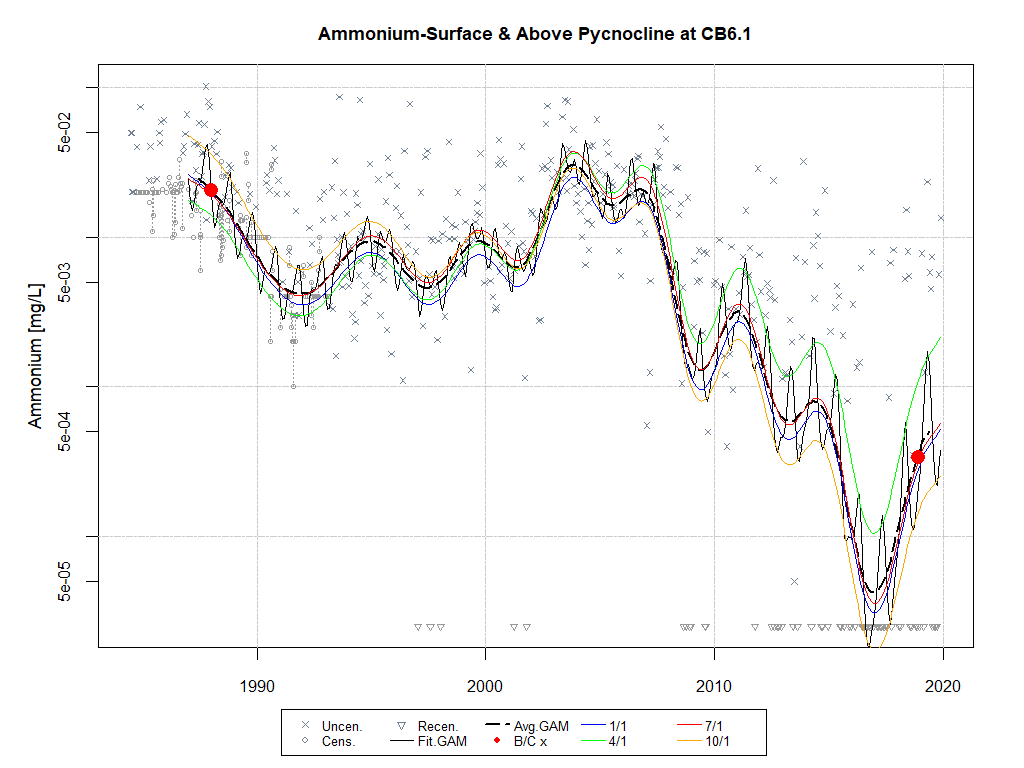 Ammonium-Surface & Above Pycnocline at CB6.1
Ammonium [mg/L]
5e-02
5e-03
5e-04
5e-05
1990 2000 2010 2020
Uncen. Recen. Avg.GAM 1/1 7/1
Cens. Fit.GAM B/C x 4/1 10/1